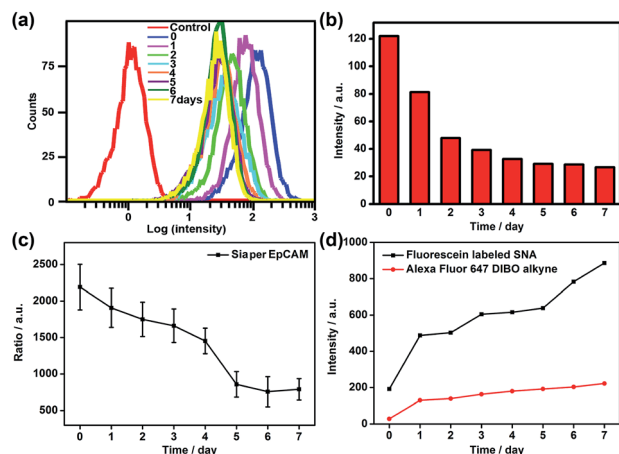 (a)
Control
0
1
2
3
4
5
6
7days
Counts
75
50
25
0
0
1
2
3
Log (intensity)
(b)
Intensity / a.u.
120
100
80
60
40
20
0
0 1 2 3 4 5 6 7
Time / day
(c)
Sia per EpCAM
Ratio / a.u.
2500
2000
1500
1000
500
0 1 2 3 4 5 6 7
Time / day
(d)
Fluorescein labeled SNA
Alexa Fluor 647 DIBO alkyne
Intensity / a.u.
1000
800
600
400
200
0
0 1 2 3 4 5 6 7
Time / day